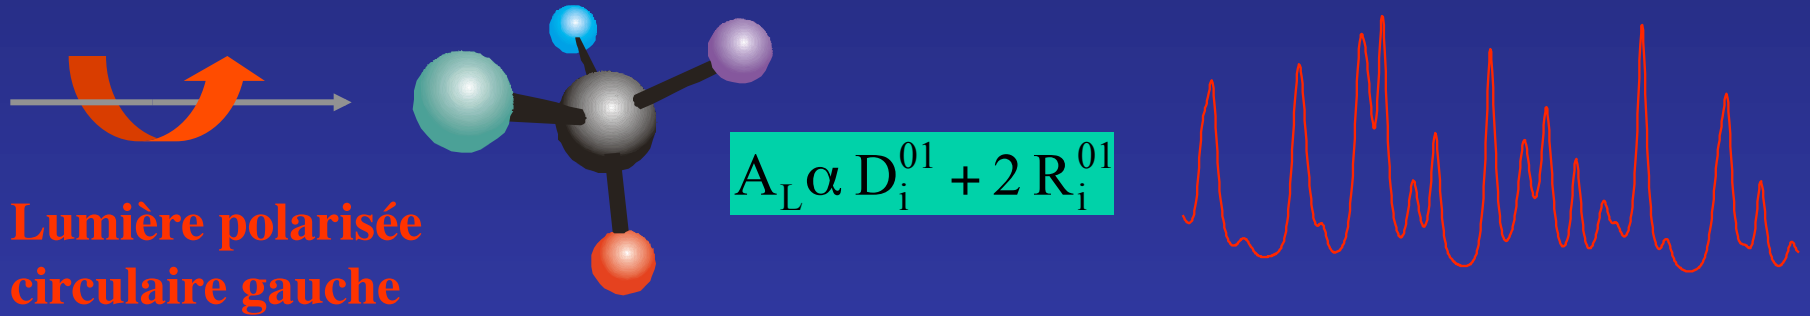 A_L α D_i^01 + 2 R_i^01
Lumière polarisée
circulaire gauche